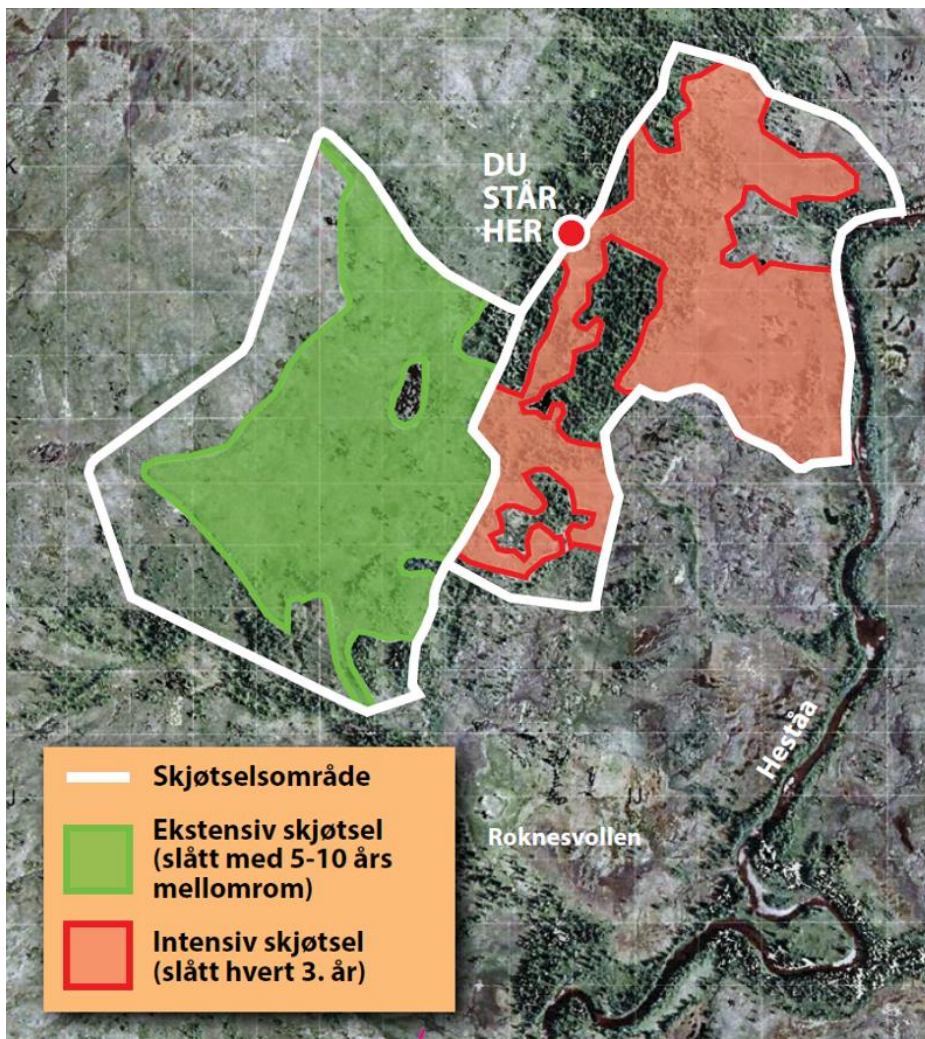 DU
STÅR
HER
Heståa
Roknesvollen
Skjøtselsområde
Ekstensiv skjøtsel
(slått med 5-10 års
mellomrom)
Intensiv skjøtsel
(slått hvert 3. år)